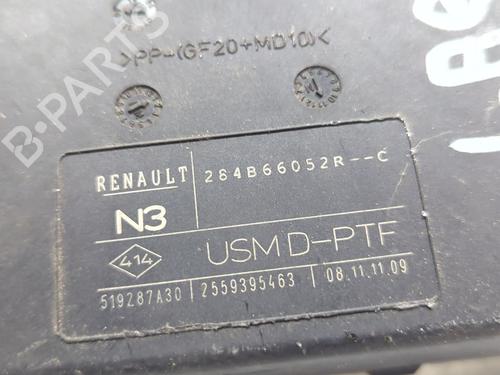 B-PARTS
>PP-(GF20+MD10)<
RENAULT 284B66052R--C
N3
414 USM D-PTF
519287A30 2559395463 08.11.11.09